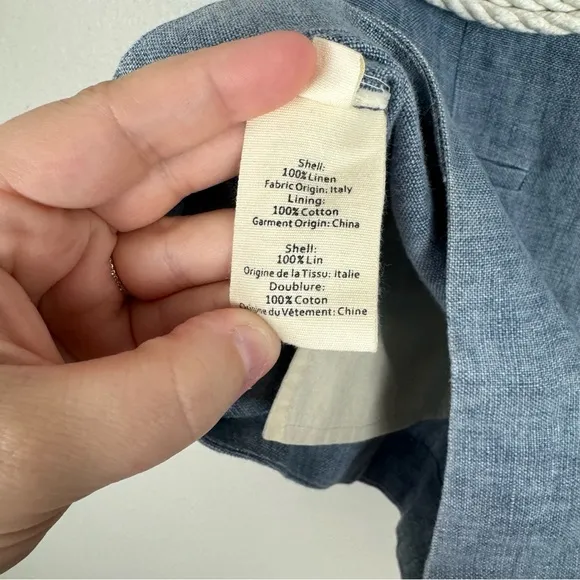 Shell:
100% Linen
Fabric Origin: Italy
Lining:
100% Cotton
Garment Origin: China
Shell:
100% Lin
Origine de la Tissu: Italie
Doublure:
100% Coton
du Vêtement: Chine